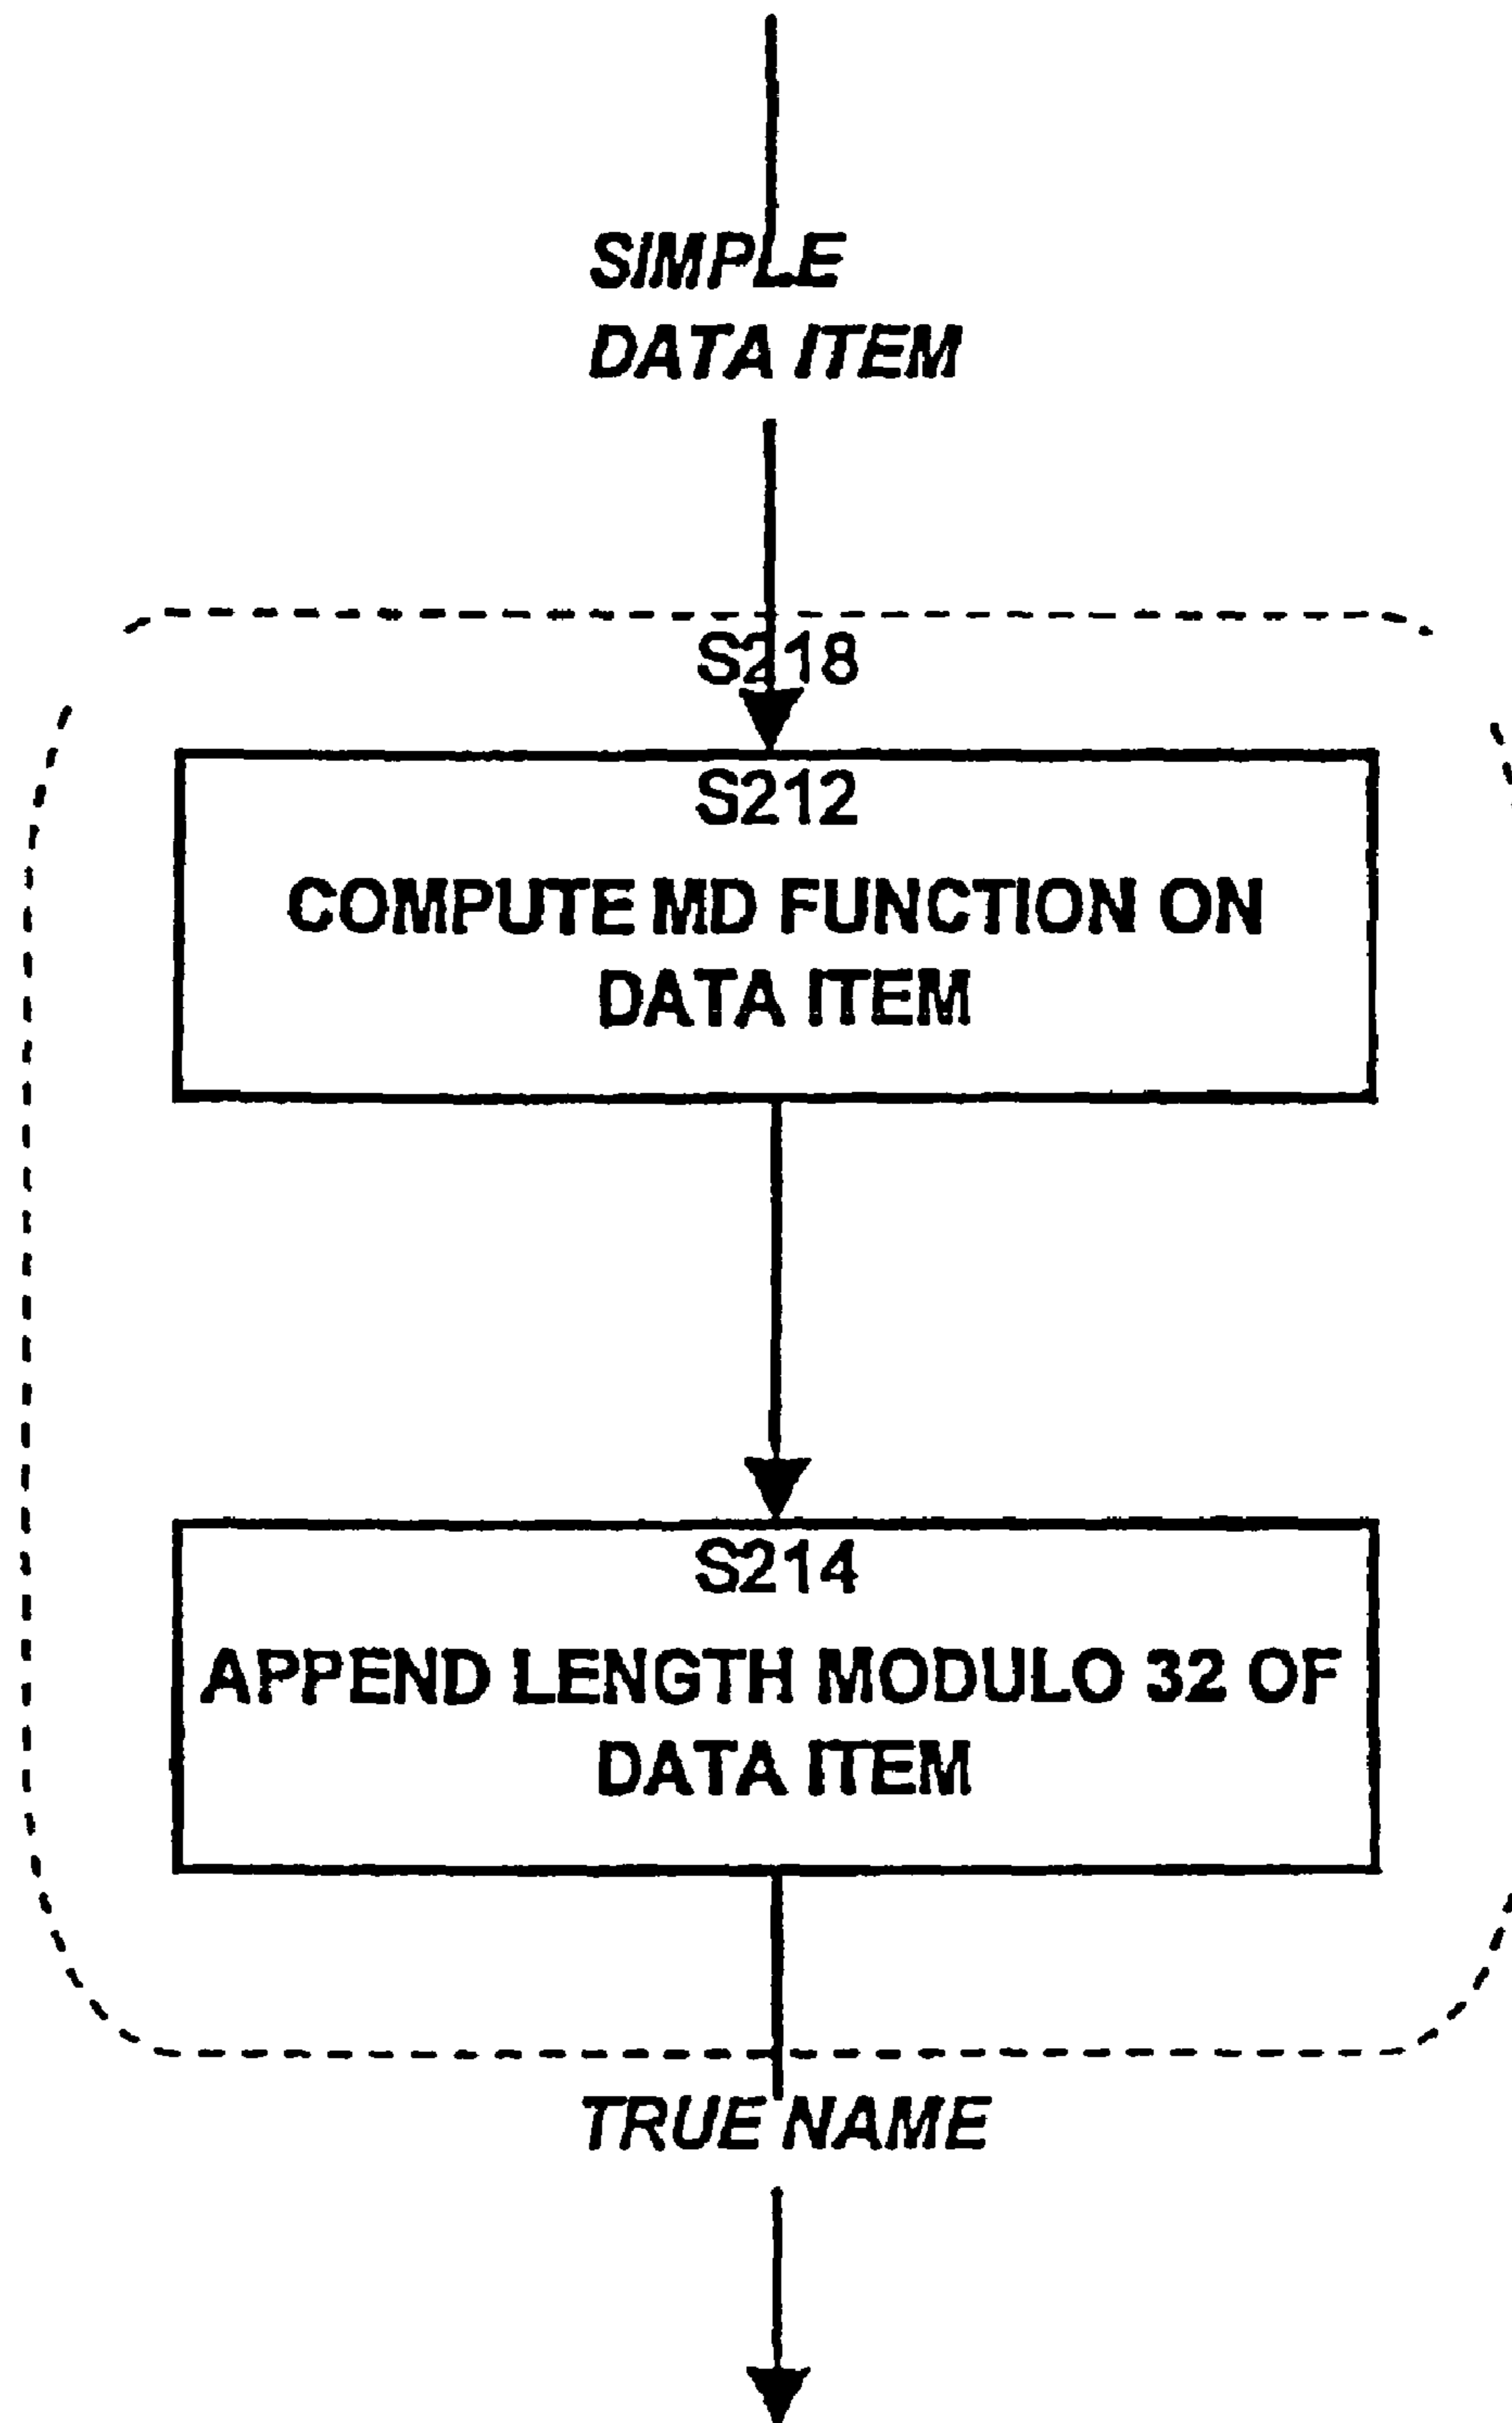 SIMPLE
DATA ITEM
S218
S212
COMPUTE MD FUNCTION ON
DATA ITEM
S214
APPEND LENGTH MODULO 32 OF
DATA ITEM
TRUE NAME